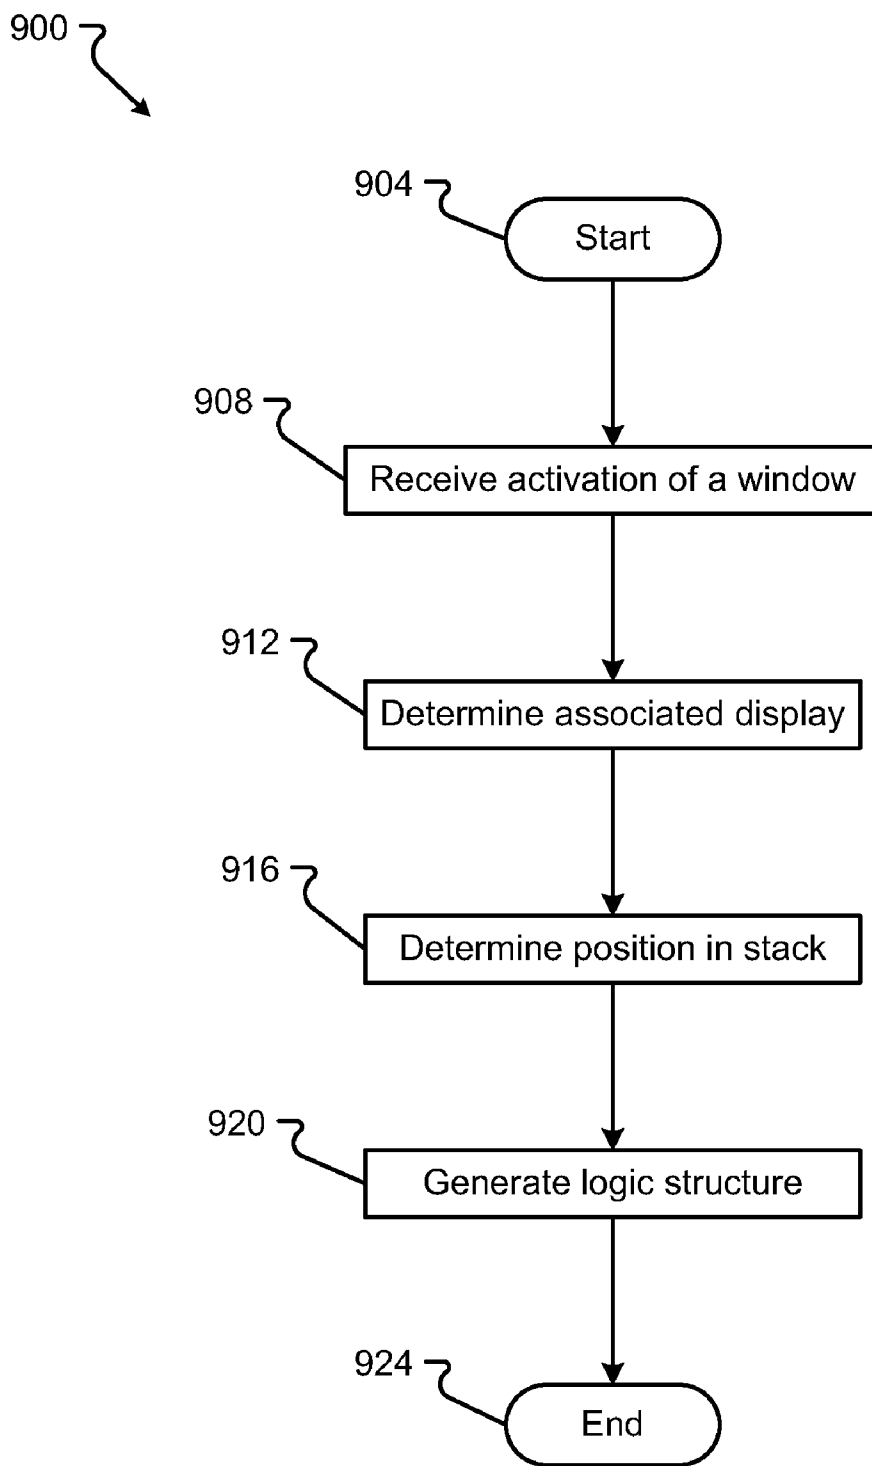 900
904
Start
908
Receive activation of a window
912
Determine associated display
916
Determine position in stack
920
Generate logic structure
924
End